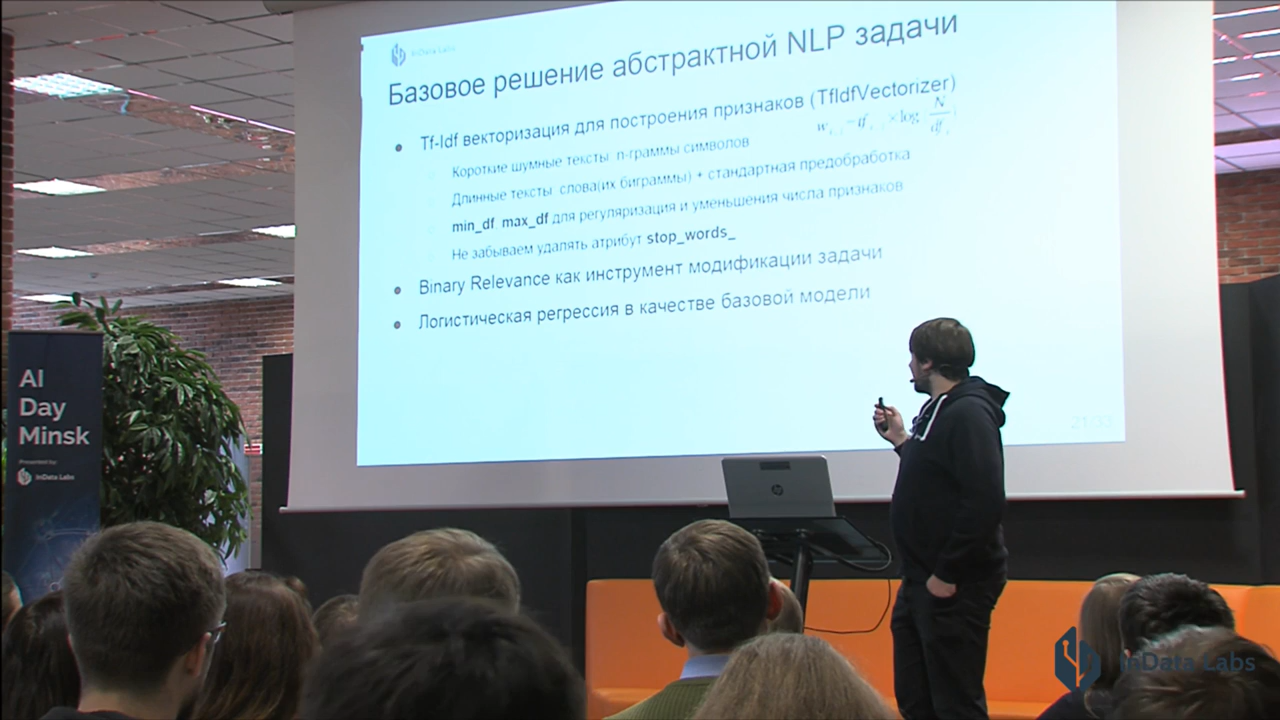 InData Labs
Базовое решение абстрактной NLP задачи
Tf-Idf векторизация для построения признаков (TfIdfVectorizer)
Короткие шумные тексты: n-граммы символов
Длинные тексты: слова(их биграммы) + стандартная предобработка
min_df, max_df для регуляризация и уменьшения числа признаков
Не забываем удалять атрибут stop_words_
Binary Relevance как инструмент модификации задачи
Логистическая регрессия в качестве базовой модели
AI
Day
Minsk
Presented by:
InData Labs
hp
InData Labs